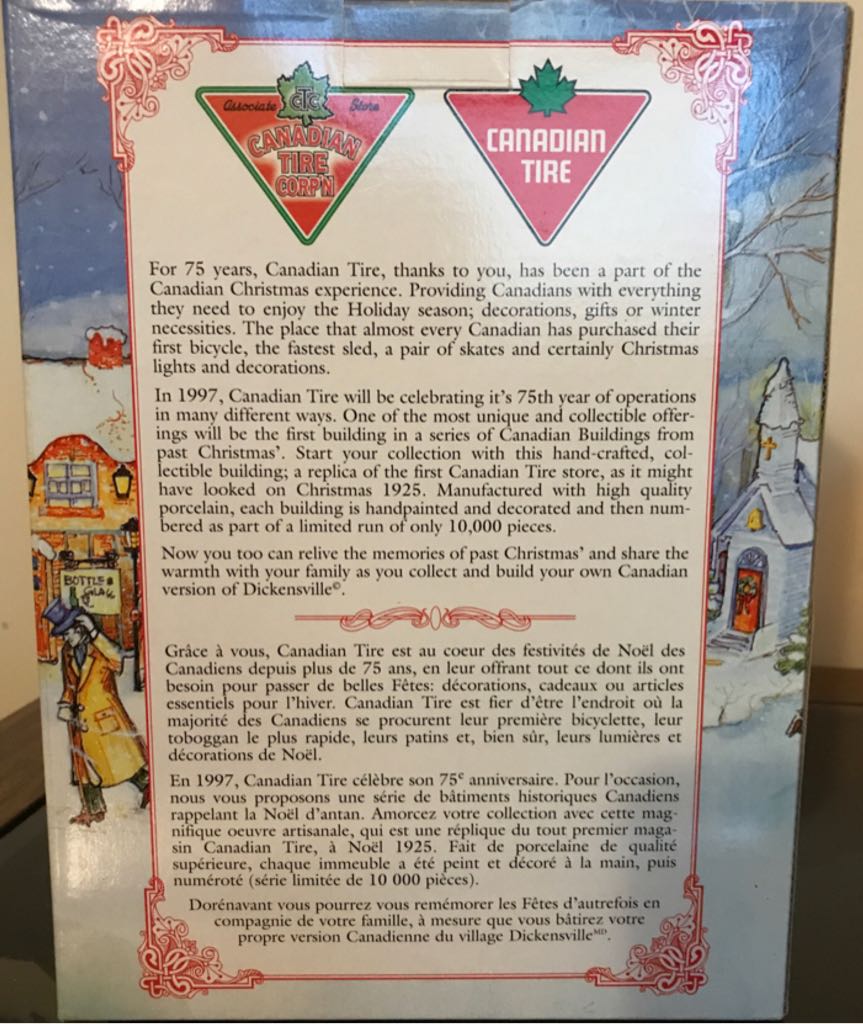 Associate CTC Store
CANADIAN
TIRE
CORP'N
CANADIAN
TIRE
For 75 years, Canadian Tire, thanks to you, has been a part of the
Canadian Christmas experience. Providing Canadians with everything
they need to enjoy the Holiday season; decorations, gifts or winter
necessities. The place that almost every Canadian has purchased their
first bicycle, the fastest sled, a pair of skates and certainly Christmas
lights and decorations.
In 1997, Canadian Tire will be celebrating it's 75th year of operations
in many different ways. One of the most unique and collectible offer-
ings will be the first building in a series of Canadian Buildings from
past Christmas'. Start your collection with this hand-crafted, col-
lectible building; a replica of the first Canadian Tire store, as it might
have looked on Christmas 1925. Manufactured with high quality
porcelain, each building is handpainted and decorated and then num-
bered as part of a limited run of only 10,000 pieces.
Now you too can relive the memories of past Christmas' and share the
warmth with your family as you collect and build your own Canadian
version of Dickensville©.
Grâce à vous, Canadian Tire est au coeur des festivités de Noël des
Canadiens depuis plus de 75 ans, en leur offrant tout ce dont ils ont
besoin pour passer de belles Fêtes: décorations, cadeaux ou articles
essentiels pour l'hiver. Canadian Tire est fier d'être l'endroit où la
majorité des Canadiens se procurent leur première bicyclette, leur
toboggan le plus rapide, leurs patins et, bien sûr, leurs lumières et
décorations de Noël.
En 1997, Canadian Tire célèbre son 75e anniversaire. Pour l'occasion,
nous vous proposons une série de bâtiments historiques Canadiens
rappelant la Noël d'antan. Amorcez votre collection avec cette mag-
nifique oeuvre artisanale, qui est une réplique du tout premier maga-
sin Canadian Tire, à Noël 1925. Fait de porcelaine de qualité
supérieure, chaque immeuble a été peint et décoré à la main, puis
numéroté (série limitée de 10 000 pièces).
Dorénavant vous pourrez vous remémorer les Fêtes d'autrefois en
compagnie de votre famille, à mesure que vous bâtirez votre
propre version Canadienne du village DickensvilleMD.
BOTTLE